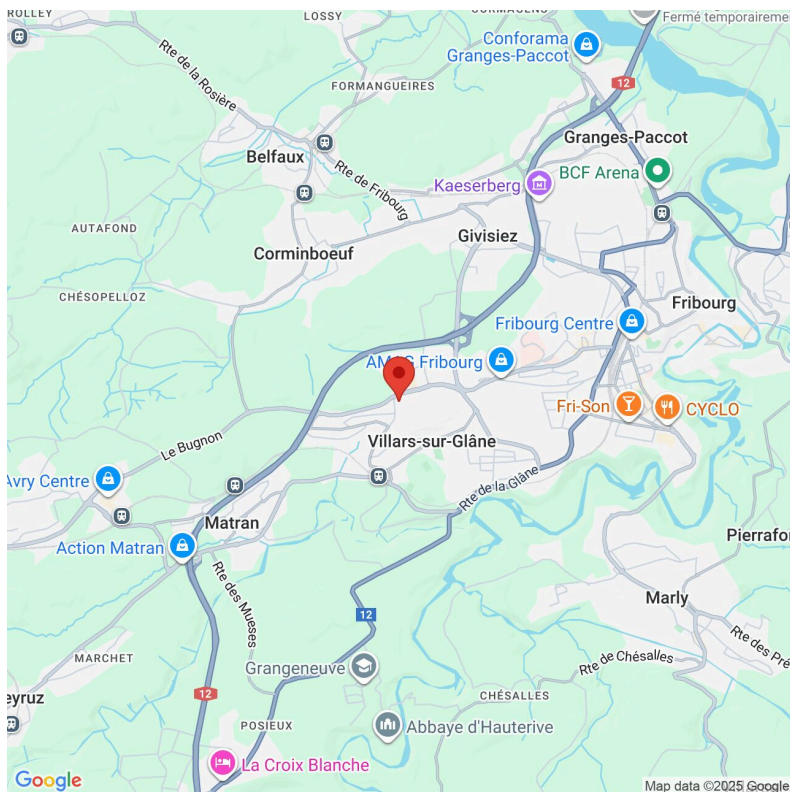 ROLLEY
LOSSY
Fermé temporaireme
Conforama
Granges-Paccot
Rte de la Rosière
FORMANGUEIRES
12
Granges-Paccot
Belfaux
BCF Arena
Rte de Fribourg
Kaeserberg
AUTAFOND
Givisiez
Corminboeuf
CHÉSOPELLOZ
Fribourg
Fribourg Centre
Fribourg
Fri-Son
CYCLO
Villars-sur-Glâne
Le Bugnon
Avry Centre
Rte de la Glâne
Matran
Pierrafor
Action Matran
Rte des Mueses
Marly
12
Rte des Pré
MARCHET
Grangeneuve
Rte de Chésalles
12
CHÉSALLES
eyruz
POSIEUX
Abbaye d'Hauterive
La Croix Blanche
Google
Map data ©2025 Google